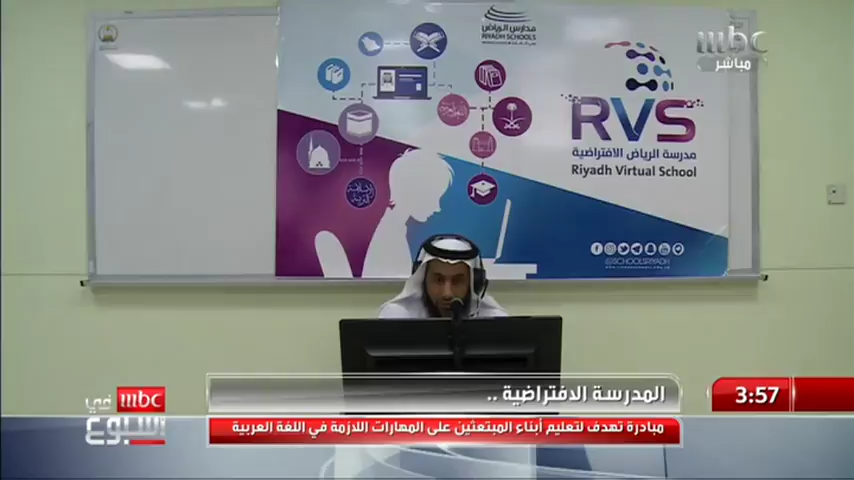 مدارس الرياض
RIYADH SCHOOLS
mbc
مباشر
RVS
مدرسة الرياض الافتراضية
Riyadh Virtual School
@SCHOOLSRIYADH
المدرسة الافتراضية ..
3:57
mbc في أسبوع
مبادرة تهدف لتعليم أبناء المبتعثين على المهارات اللازمة في اللغة العربية